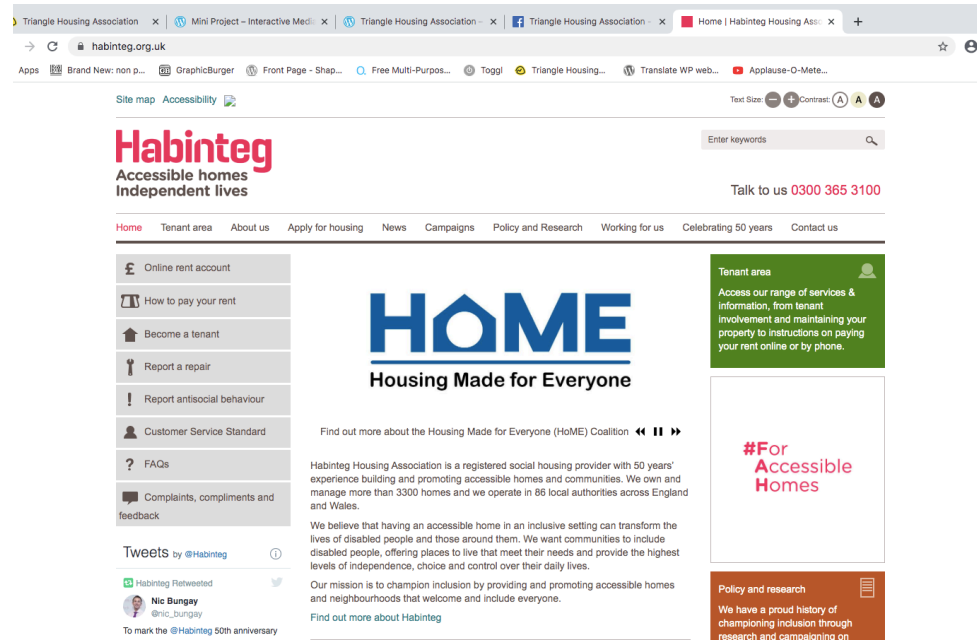 Triangle Housing Association
Mini Project – Interactive Medi
Triangle Housing Association –
Triangle Housing Association -
Home | Habinteg Housing Asso
habinteg.org.uk
Apps
Brand New: non p...
GraphicBurger
Front Page - Shap...
Free Multi-Purpos...
Toggl
Triangle Housing...
Translate WP web...
Applause-O-Mete...
Site map Accessibility
Text Size: Contrast: A A A
Habinteg
Accessible homes
Independent lives
Enter keywords
Talk to us 0300 365 3100
Home Tenant area About us Apply for housing News Campaigns Policy and Research Working for us Celebrating 50 years Contact us
£ Online rent account
How to pay your rent
Become a tenant
Report a repair
! Report antisocial behaviour
Customer Service Standard
? FAQs
Complaints, compliments and
feedback
Tweets by @Habinteg
Habinteg Retweeted
Nic Bungay
@nic_bungay
To mark the @Habinteg 50th anniversary
HOME
Housing Made for Everyone
Find out more about the Housing Made for Everyone (HoME) Coalition
Habinteg Housing Association is a registered social housing provider with 50 years'
experience building and promoting accessible homes and communities. We own and
manage more than 3300 homes and we operate in 86 local authorities across England
and Wales.
We believe that having an accessible home in an inclusive setting can transform the
lives of disabled people and those around them. We want communities to include
disabled people, offering places to live that meet their needs and provide the highest
levels of independence, choice and control over their daily lives.
Our mission is to champion inclusion by providing and promoting accessible homes
and neighbourhoods that welcome and include everyone.
Find out more about Habinteg
Tenant area
Access our range of services &
information, from tenant
involvement and maintaining your
property to instructions on paying
your rent online or by phone.
#For
Accessible
Homes
Policy and research
We have a proud history of
championing inclusion through
research and campaigning on